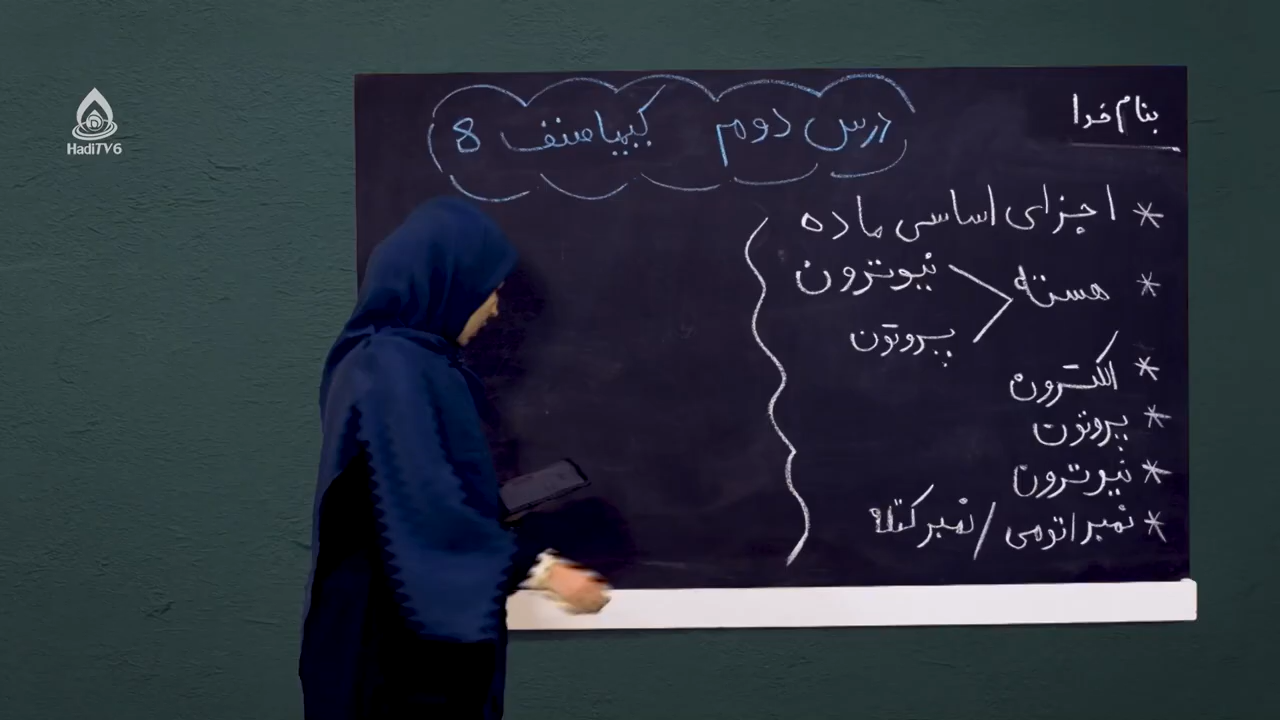 بنام خدا
درس دوم کیمیا صنف 8
* اجزای اساسی ماده
* هسته > نیوترون
پروتون
* الکترون
* پروتون
* نیوترون
* نمبر اتومی / نمبر کتله
HadiTV6